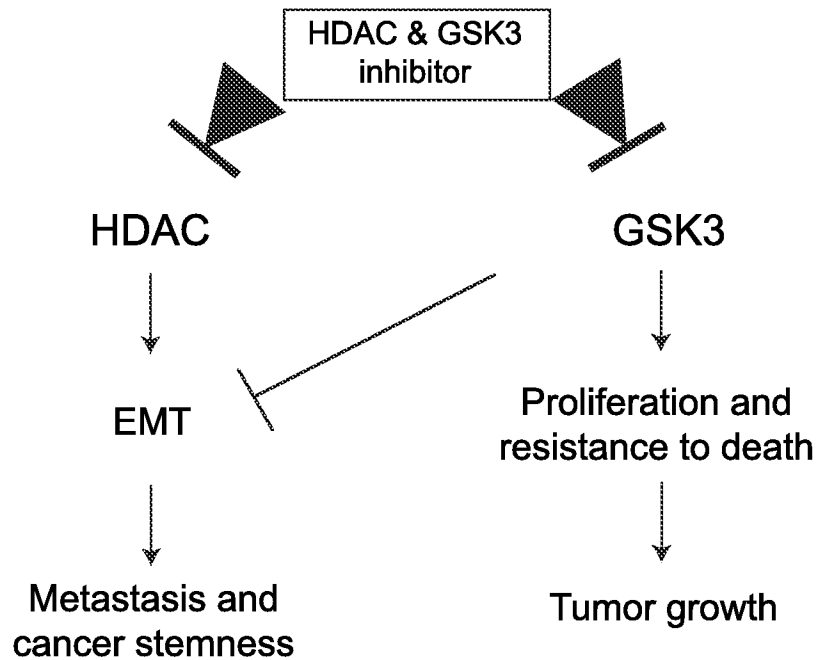 HDAC & GSK3
inhibitor
HDAC
GSK3
EMT
Proliferation and
resistance to death
Metastasis and
cancer stemness
Tumor growth